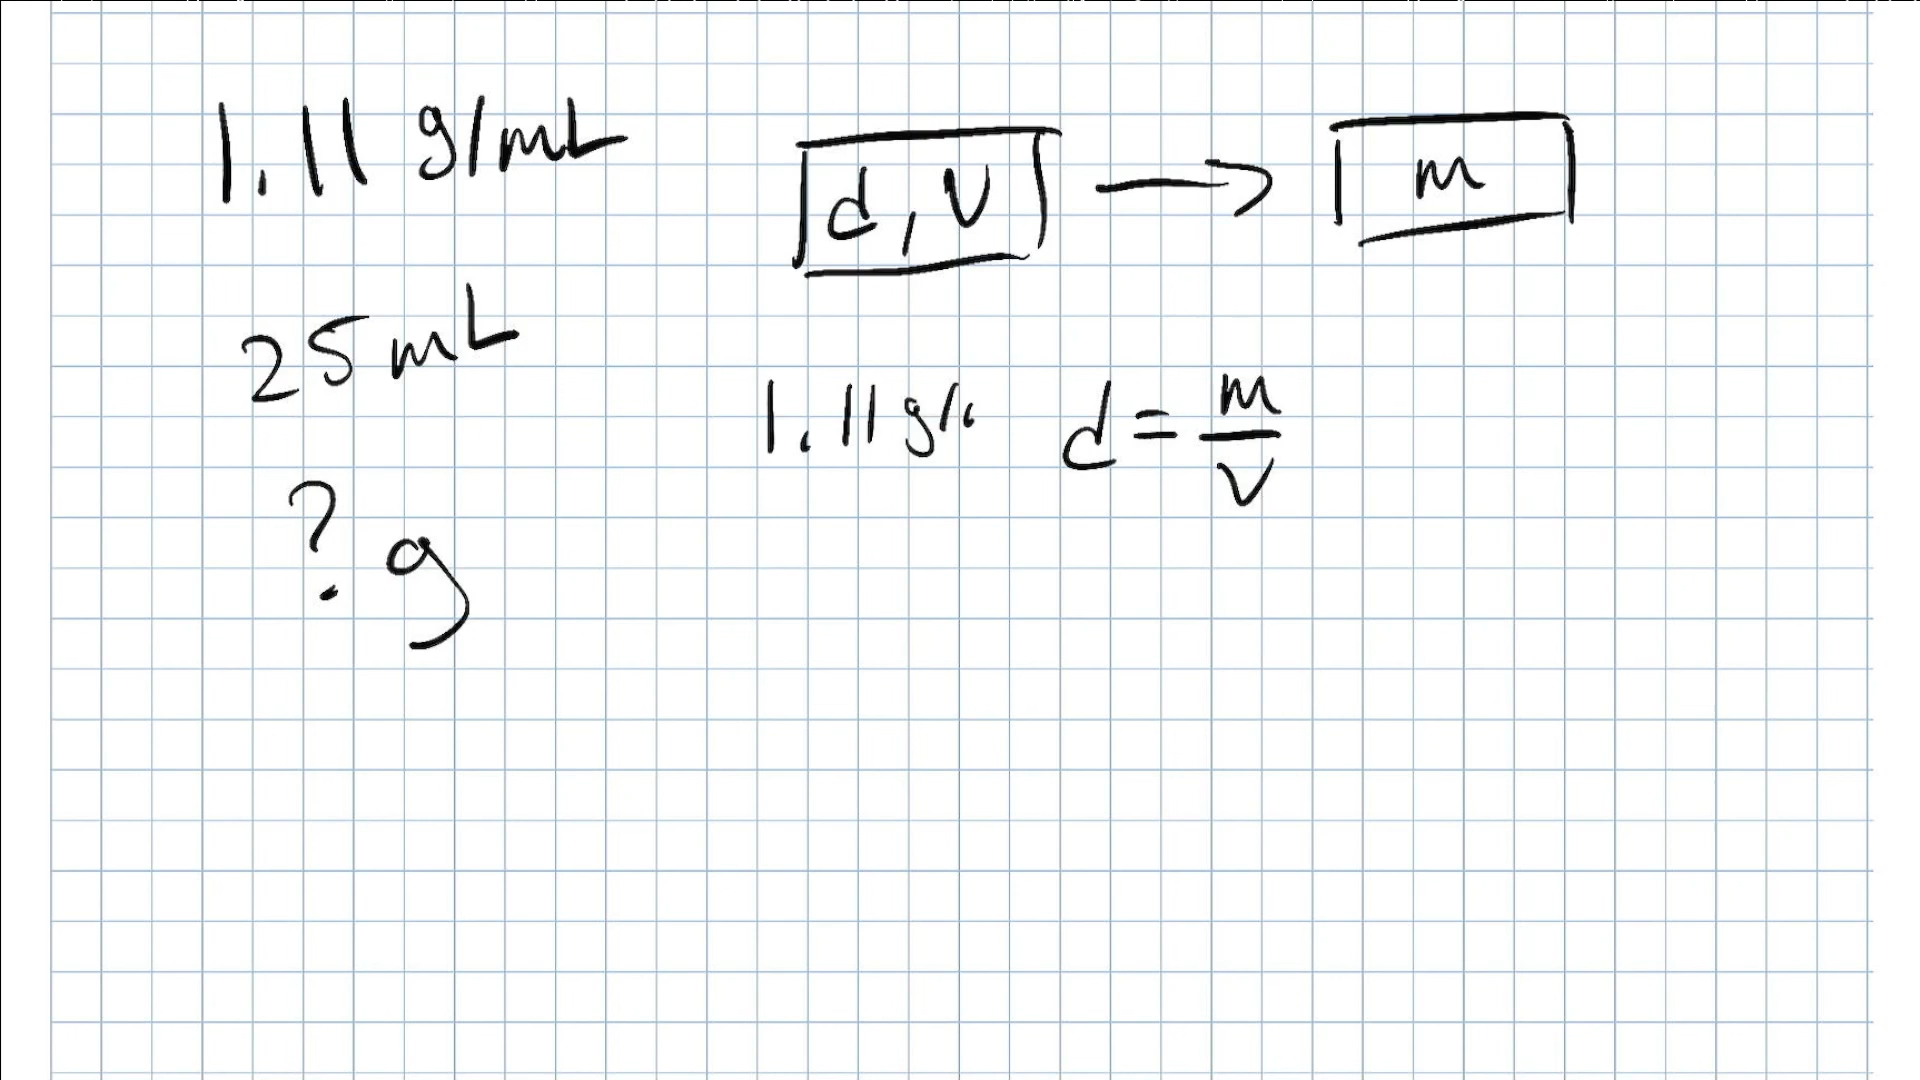 1.11 g/mL
d, V → m
25 mL
1.11 g/
d = m/V
? g